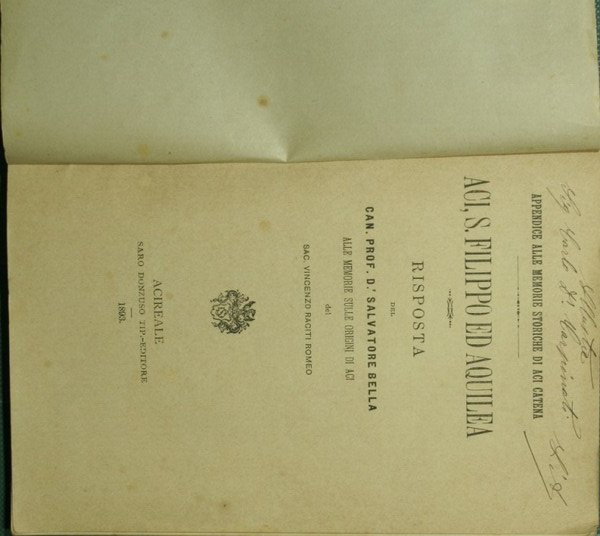 APPENDICE ALLE MEMORIE STORICHE DI ACI CATENA
ACI, S. FILIPPO ED AQUILEA
RISPOSTA
DEL
CAN. PROF. D.r SALVATORE BELLA
ALLE MEMORIE SULLE ORIGINI DI ACI
del
SAC. VINCENZO RACITI ROMEO
ACIREALE
SARO DONZUSO TIP.-EDITORE
1893.